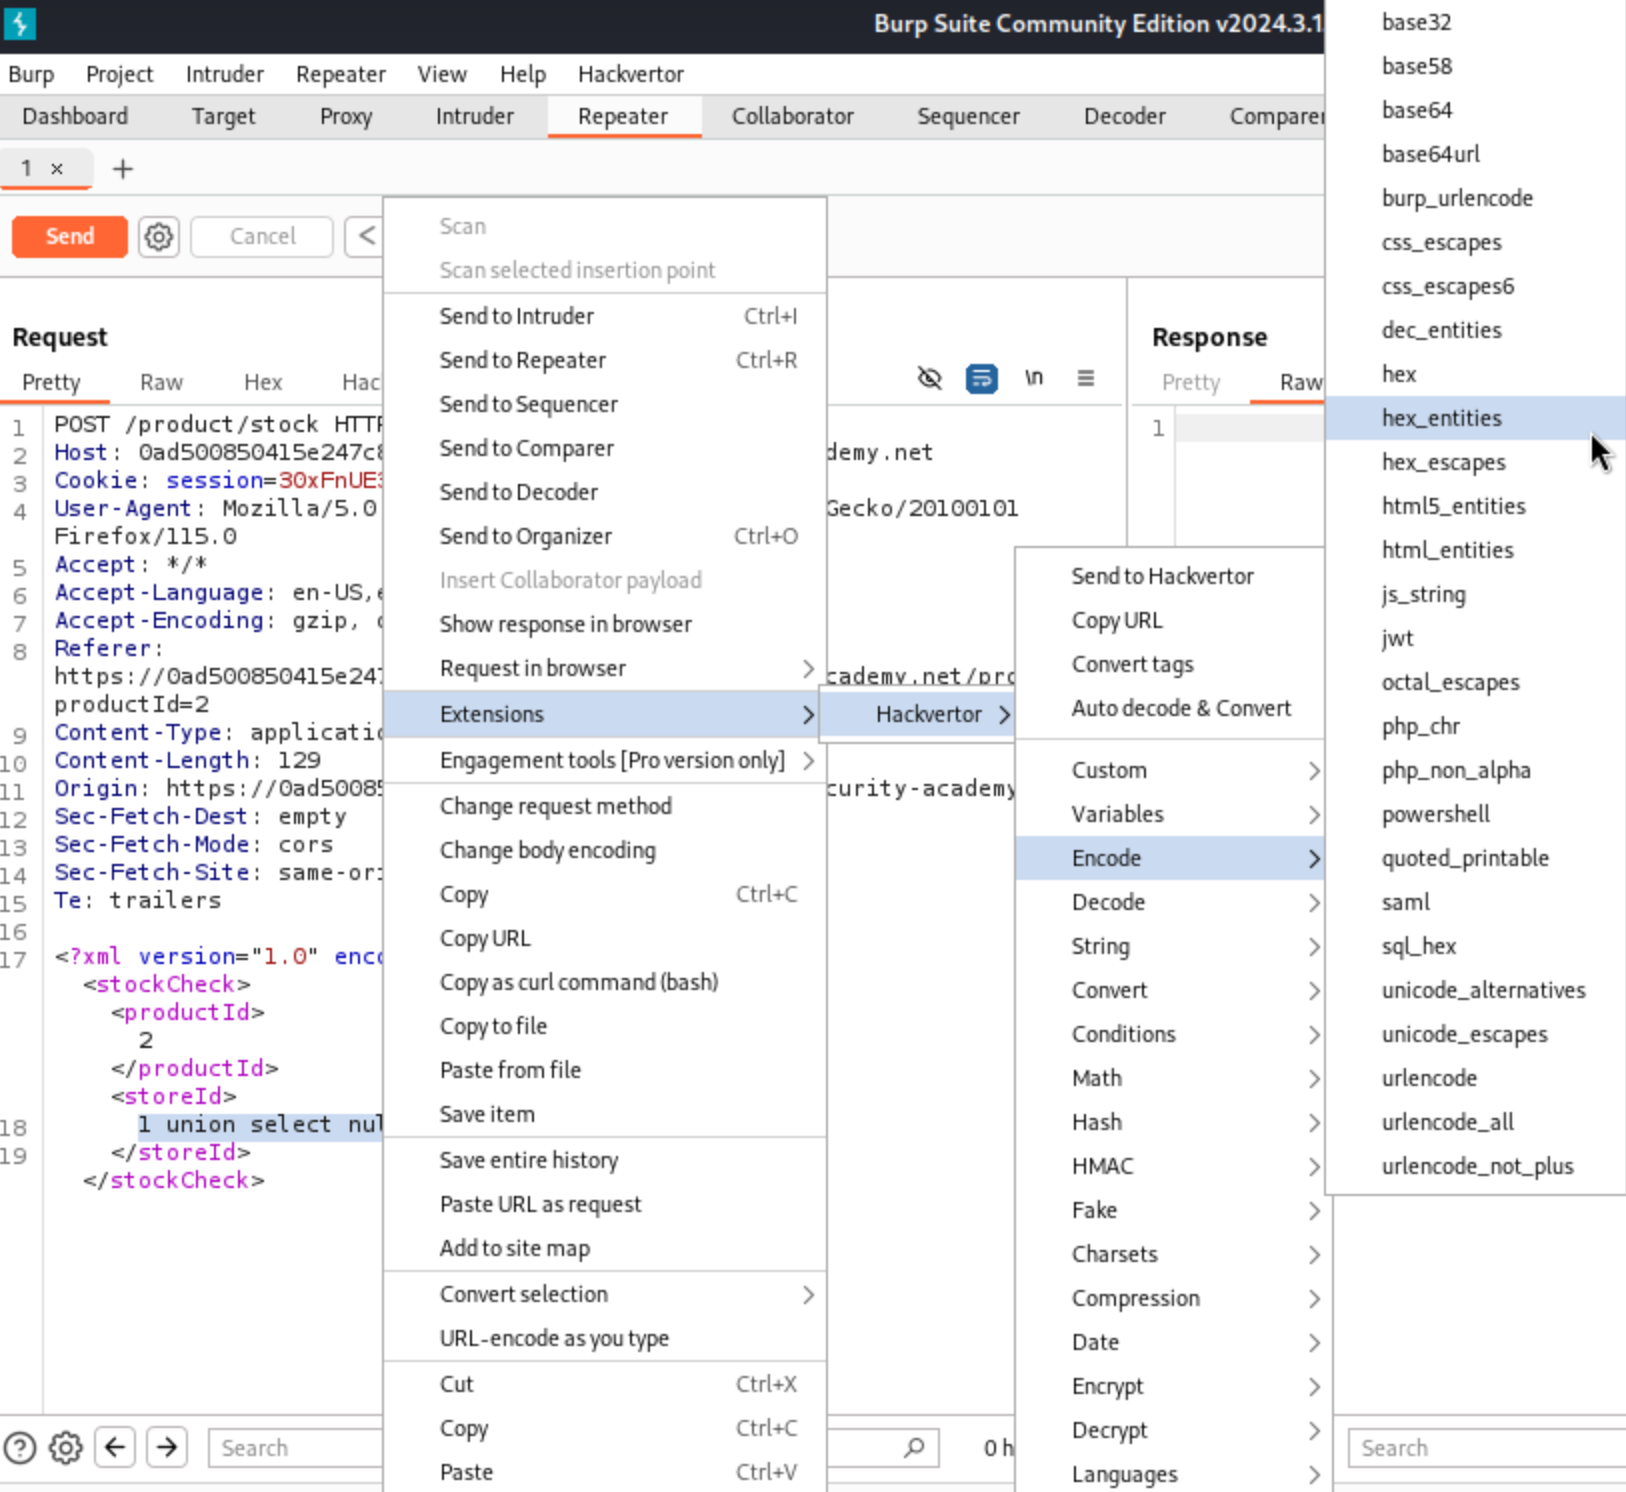 Burp Suite Community Edition v2024.3.1
Burp Project Intruder Repeater View Help Hackvertor
Dashboard Target Proxy Intruder Repeater Collaborator Sequencer Decoder Comparer
1 × +
Send Cancel <
Request
Pretty Raw Hex Hac \n
1 POST /product/stock HTTP
2 Host: 0ad500850415e247c demy.net
3 Cookie: session=30xFnUE
4 User-Agent: Mozilla/5.0 Gecko/20100101
Firefox/115.0
5 Accept: */*
6 Accept-Language: en-US,
7 Accept-Encoding: gzip,
8 Referer:
https://0ad500850415e247 cademy.net/pro
productId=2
9 Content-Type: applicatio
10 Content-Length: 129
11 Origin: https://0ad50085 curity-academy
12 Sec-Fetch-Dest: empty
13 Sec-Fetch-Mode: cors
14 Sec-Fetch-Site: same-ori
15 Te: trailers
16
17 <?xml version="1.0" enco
<stockCheck>
<productId>
2
</productId>
<storeId>
18 1 union select nul
19 </storeId>
</stockCheck>
Search
0 h
Scan
Scan selected insertion point
Send to Intruder Ctrl+I
Send to Repeater Ctrl+R
Send to Sequencer
Send to Comparer
Send to Decoder
Send to Organizer Ctrl+O
Insert Collaborator payload
Show response in browser
Request in browser
Extensions
Engagement tools [Pro version only]
Change request method
Change body encoding
Copy Ctrl+C
Copy URL
Copy as curl command (bash)
Copy to file
Paste from file
Save item
Save entire history
Paste URL as request
Add to site map
Convert selection
URL-encode as you type
Cut Ctrl+X
Copy Ctrl+C
Paste Ctrl+V
Hackvertor
Send to Hackvertor
Copy URL
Convert tags
Auto decode & Convert
Custom
Variables
Encode
Decode
String
Convert
Conditions
Math
Hash
HMAC
Fake
Charsets
Compression
Date
Encrypt
Decrypt
Languages
Response
Pretty Raw
1
Search
base32
base58
base64
base64url
burp_urlencode
css_escapes
css_escapes6
dec_entities
hex
hex_entities
hex_escapes
html5_entities
html_entities
js_string
jwt
octal_escapes
php_chr
php_non_alpha
powershell
quoted_printable
saml
sql_hex
unicode_alternatives
unicode_escapes
urlencode
urlencode_all
urlencode_not_plus